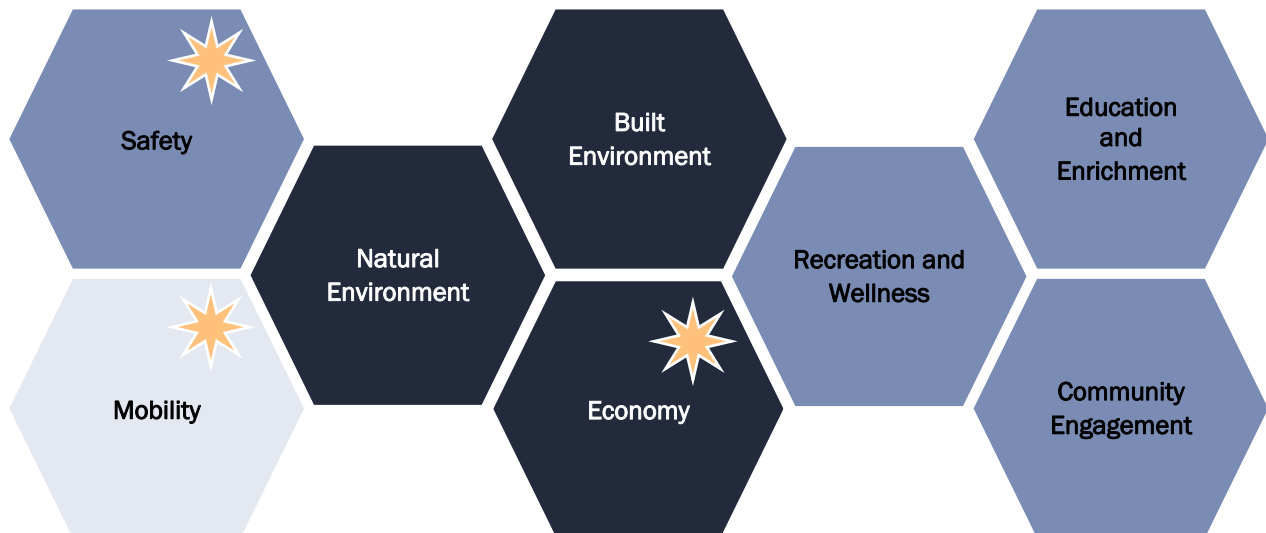 Safety
Mobility
Natural
Environment
Built
Environment
Economy
Recreation and
Wellness
Education
and
Enrichment
Community
Engagement